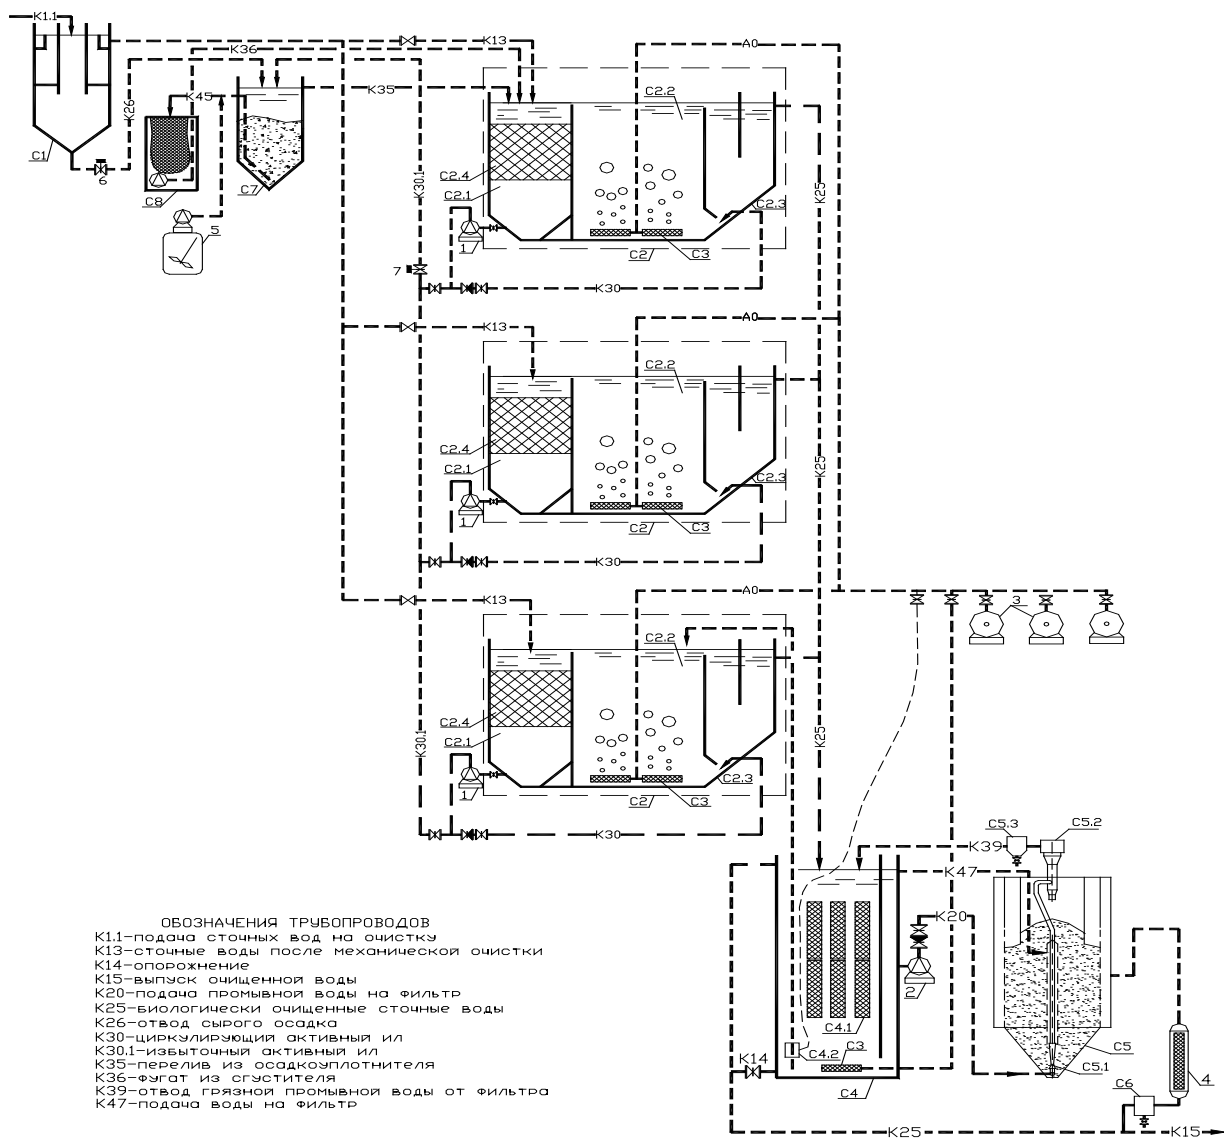 К1.1
К13
А0
К36
К35
С2.2
К45
К26
С1
6
С8
С7
5
К30.1
С2.4
С2.1
С2.3
К25
1
С2
С3
7
К30
К13
А0
С2.2
С2.4
С2.1
С2.3
К25
1
С2
С3
К30
К13
А0
3
С2.2
С2.4
С2.1
С2.3
К30.1
К25
1
С2
С3
К30
С5.3
С5.2
К39
К47
К20
2
С4.1
С4.2
С3
К14
С4
С5
С5.1
С6
4
К25
К15
ОБОЗНАЧЕНИЯ ТРУБОПРОВОДОВ
К1.1-подача сточных вод на очистку
К13-сточные воды после механической очистки
К14-опорожнение
К15-выпуск очищенной воды
К20-подача промывной воды на фильтр
К25-биологически очищенные сточные воды
К26-отвод сырого осадка
К30-циркулирующий активный ил
К30.1-избыточный активный ил
К35-перелив из осадкоуплотнителя
К36-фугат из сгустителя
К39-отвод грязной промывной воды от фильтра
К47-подача воды на фильтр